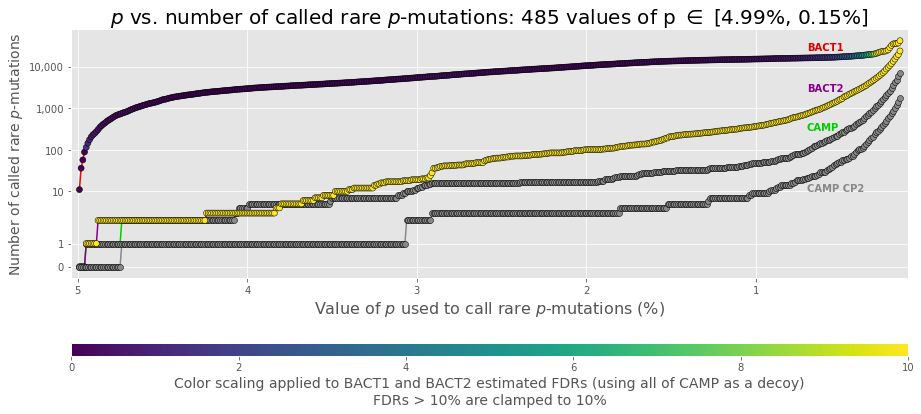 p vs. number of called rare p-mutations: 485 values of p ∈ [4.99%, 0.15%]
Number of called rare p-mutations
10,000
1,000
100
10
1
0
BACT1
BACT2
CAMP
CAMP CP2
5 4 3 2 1
Value of p used to call rare p-mutations (%)
0 2 4 6 8 10
Color scaling applied to BACT1 and BACT2 estimated FDRs (using all of CAMP as a decoy)
FDRs > 10% are clamped to 10%